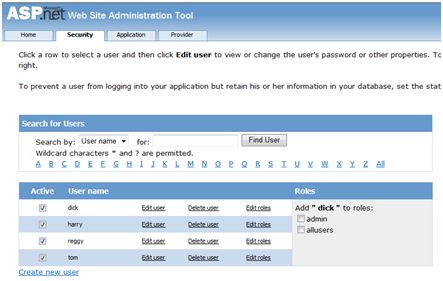 Microsoft
ASP.net Web Site Administration Tool
Home Security Application Provider
Click a row to select a user and then click Edit user to view or change the user's password or other properties. To
right.
To prevent a user from logging into your application but retain his or her information in your database, set the stat
Search for Users
Search by: User name for: Find User
Wildcard characters * and ? are permitted.
A B C D E F G H I J K L M N O P Q R S T U V W X Y Z All
Active User name Roles
dick Edit user Delete user Edit roles Add " dick " to roles:
admin
harry Edit user Delete user Edit roles allusers
reggy Edit user Delete user Edit roles
tom Edit user Delete user Edit roles
Create new user